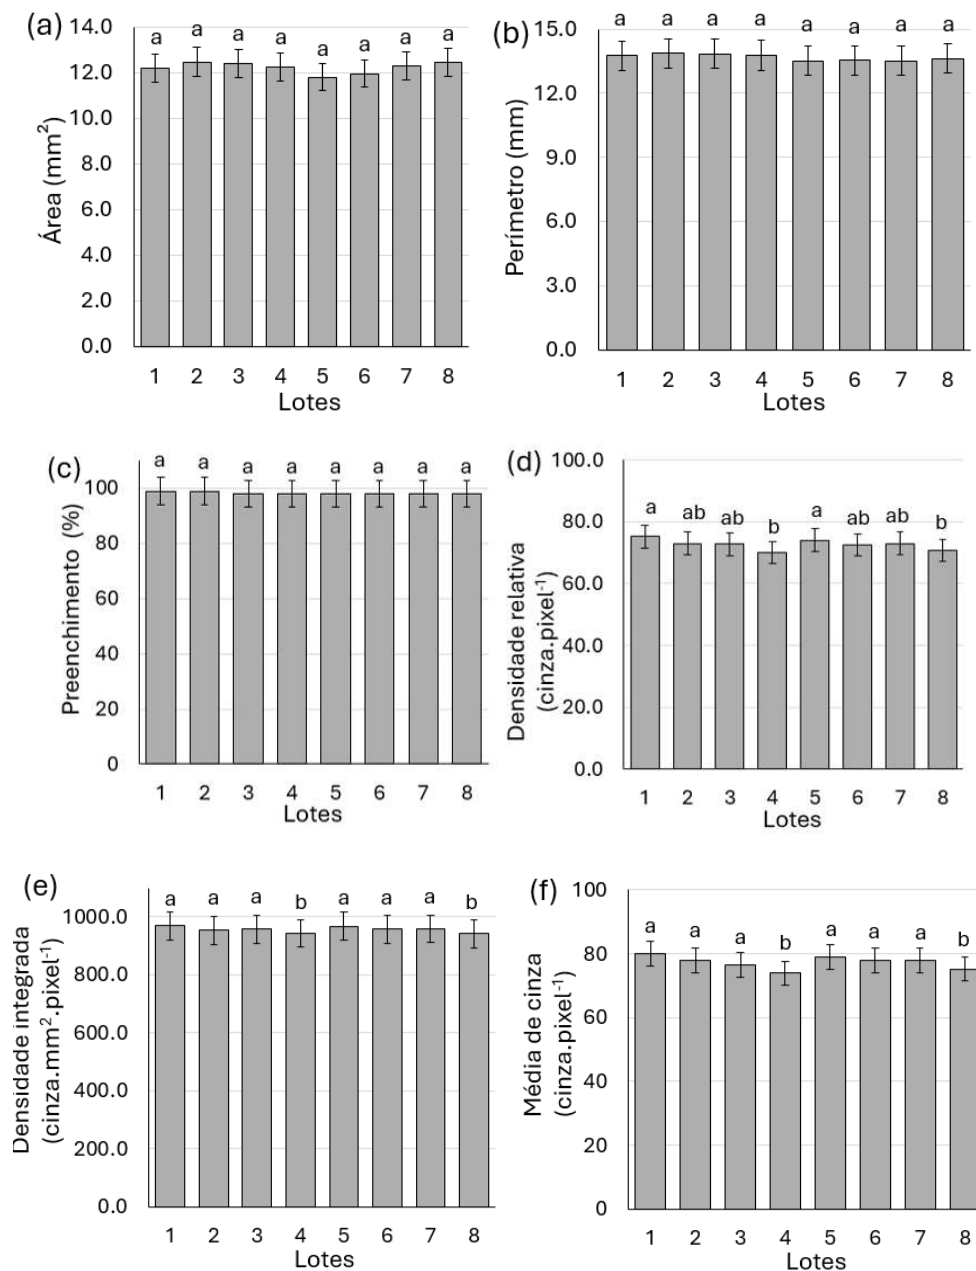 (a)
14.0
12.0
10.0
8.0
6.0
4.0
2.0
0.0
Área (mm²)
a a a a a a a a
1 2 3 4 5 6 7 8
Lotes
(b)
15.0
12.0
9.0
6.0
3.0
0.0
Perímetro (mm)
a a a a a a a a
1 2 3 4 5 6 7 8
Lotes
(c)
100
80
60
40
20
0
Preenchimento (%)
a a a a a a a a
1 2 3 4 5 6 7 8
Lotes
(d)
100.0
80.0
60.0
40.0
20.0
0.0
Densidade relativa
(cinza.pixel⁻¹)
a ab ab b a ab ab b
1 2 3 4 5 6 7 8
Lotes
(e)
1000.0
800.0
600.0
400.0
200.0
0.0
Densidade integrada
(cinza.mm².pixel⁻¹)
a a a b a a a b
1 2 3 4 5 6 7 8
Lotes
(f)
100
80
60
40
20
0
Média de cinza
(cinza.pixel⁻¹)
a a a b a a a b
1 2 3 4 5 6 7 8
Lotes